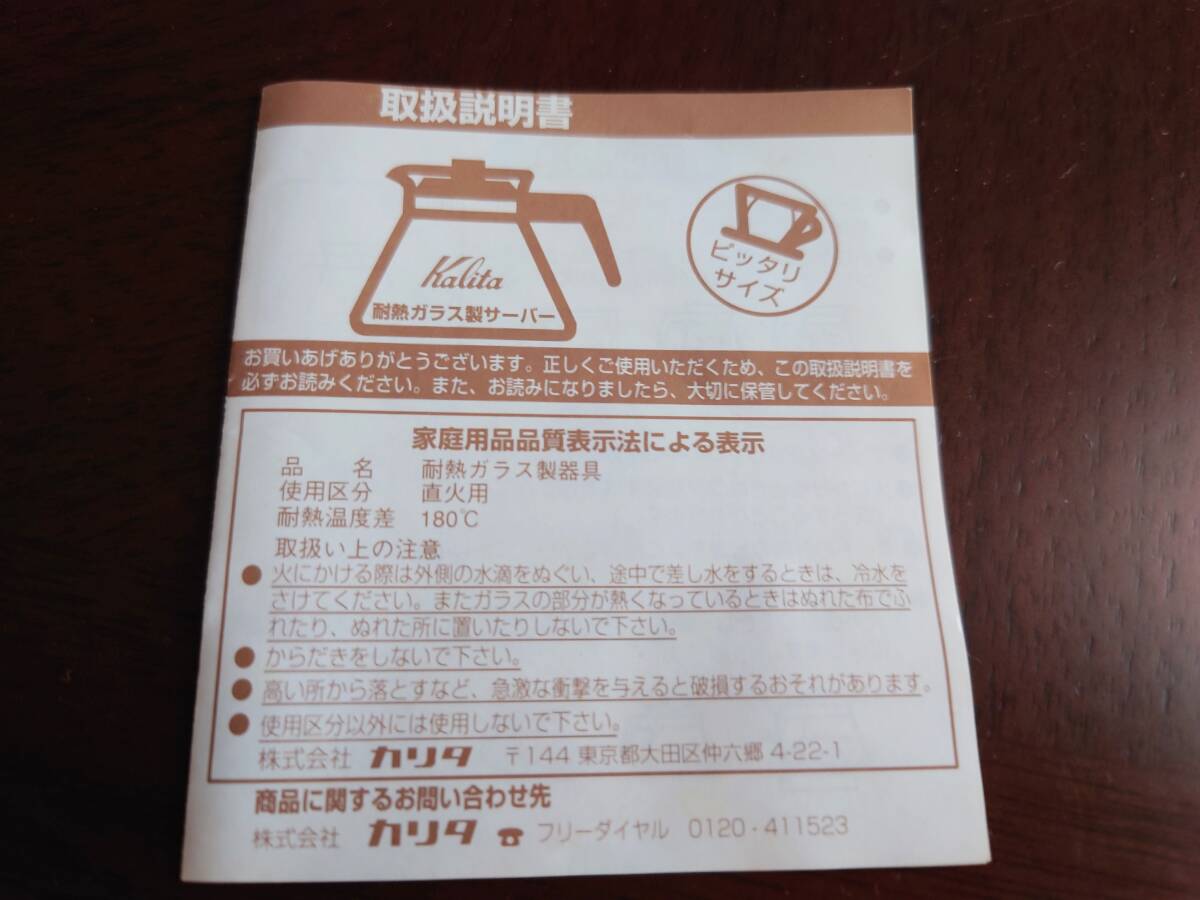 取扱説明書
Kalita
耐熱ガラス製サーバー
ピッタリ
サイズ
お買いあげありがとうございます。正しくご使用いただくため、この取扱説明書を
必ずお読みください。また、お読みになりましたら、大切に保管してください。
家庭用品品質表示法による表示
品 名 耐熱ガラス製器具
使用区分 直火用
耐熱温度差 180℃
取扱い上の注意
● 火にかける際は外側の水滴をぬぐい、途中で差し水をするときは、冷水を
さけてください。またガラスの部分が熱くなっているときはぬれた布でふ
れたり、ぬれた所に置いたりしないで下さい。
● からだきをしないで下さい。
● 高い所から落とすなど、急激な衝撃を与えると破損するおそれがあります。
● 使用区分以外には使用しないで下さい。
株式会社 カリタ 〒144 東京都大田区仲六郷 4-22-1
商品に関するお問い合わせ先
株式会社 カリタ ☎ フリーダイヤル 0120・411523